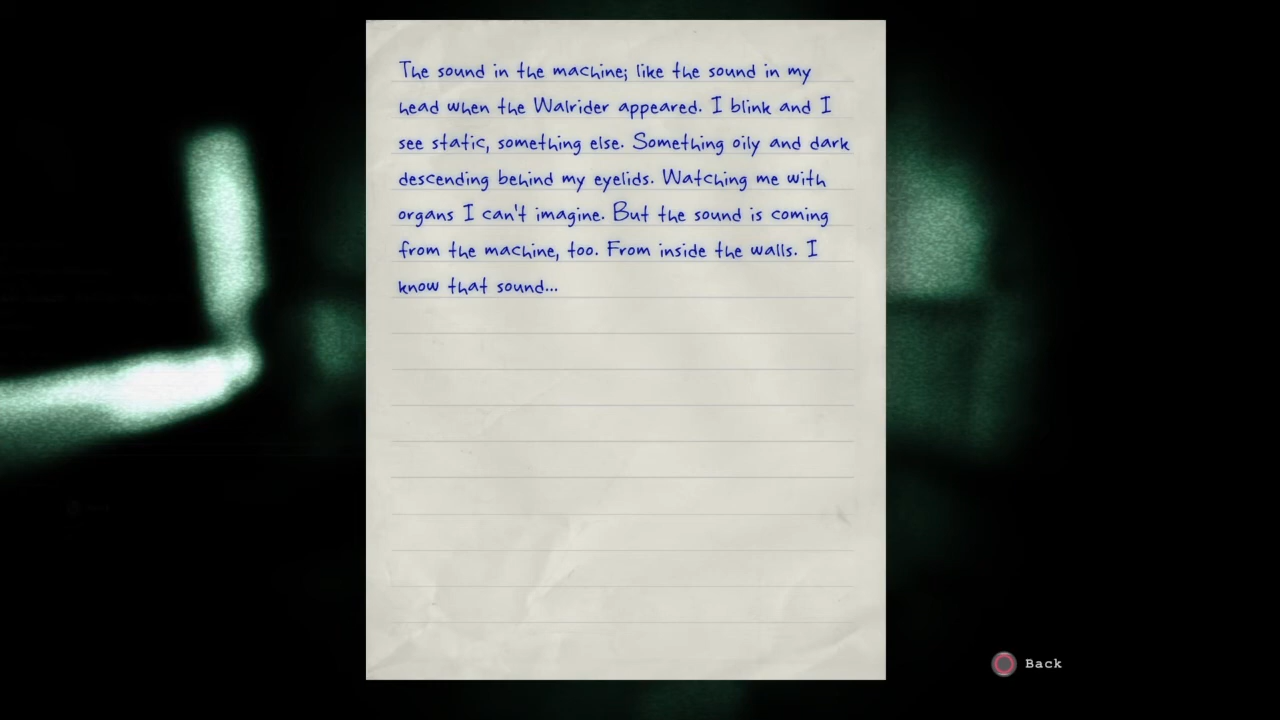 The sound in the machine; like the sound in my
head when the Walrider appeared. I blink and I
see static, something else. Something oily and dark
descending behind my eyelids. Watching me with
organs I can't imagine. But the sound is coming
from the machine, too. From inside the walls. I
know that sound...
Back